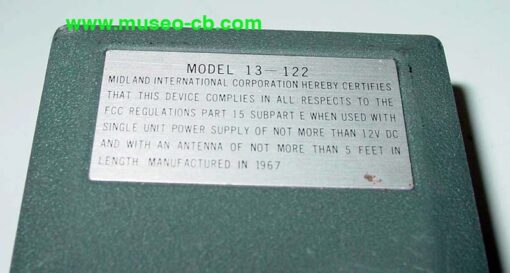 www.museo-cb.com
MODEL 13-122
MIDLAND INTERNATIONAL CORPORATION HEREBY CERTIFIES
THAT THIS DEVICE COMPLIES IN ALL RESPECTS TO THE
FCC REGULATIONS PART 15 SUBPART E WHEN USED WITH
SINGLE UNIT POWER SUPPLY OF NOT MORE THAN 12V DC
AND WITH AN ANTENNA OF NOT MORE THAN 5 FEET IN
LENGTH. MANUFACTURED IN 1967